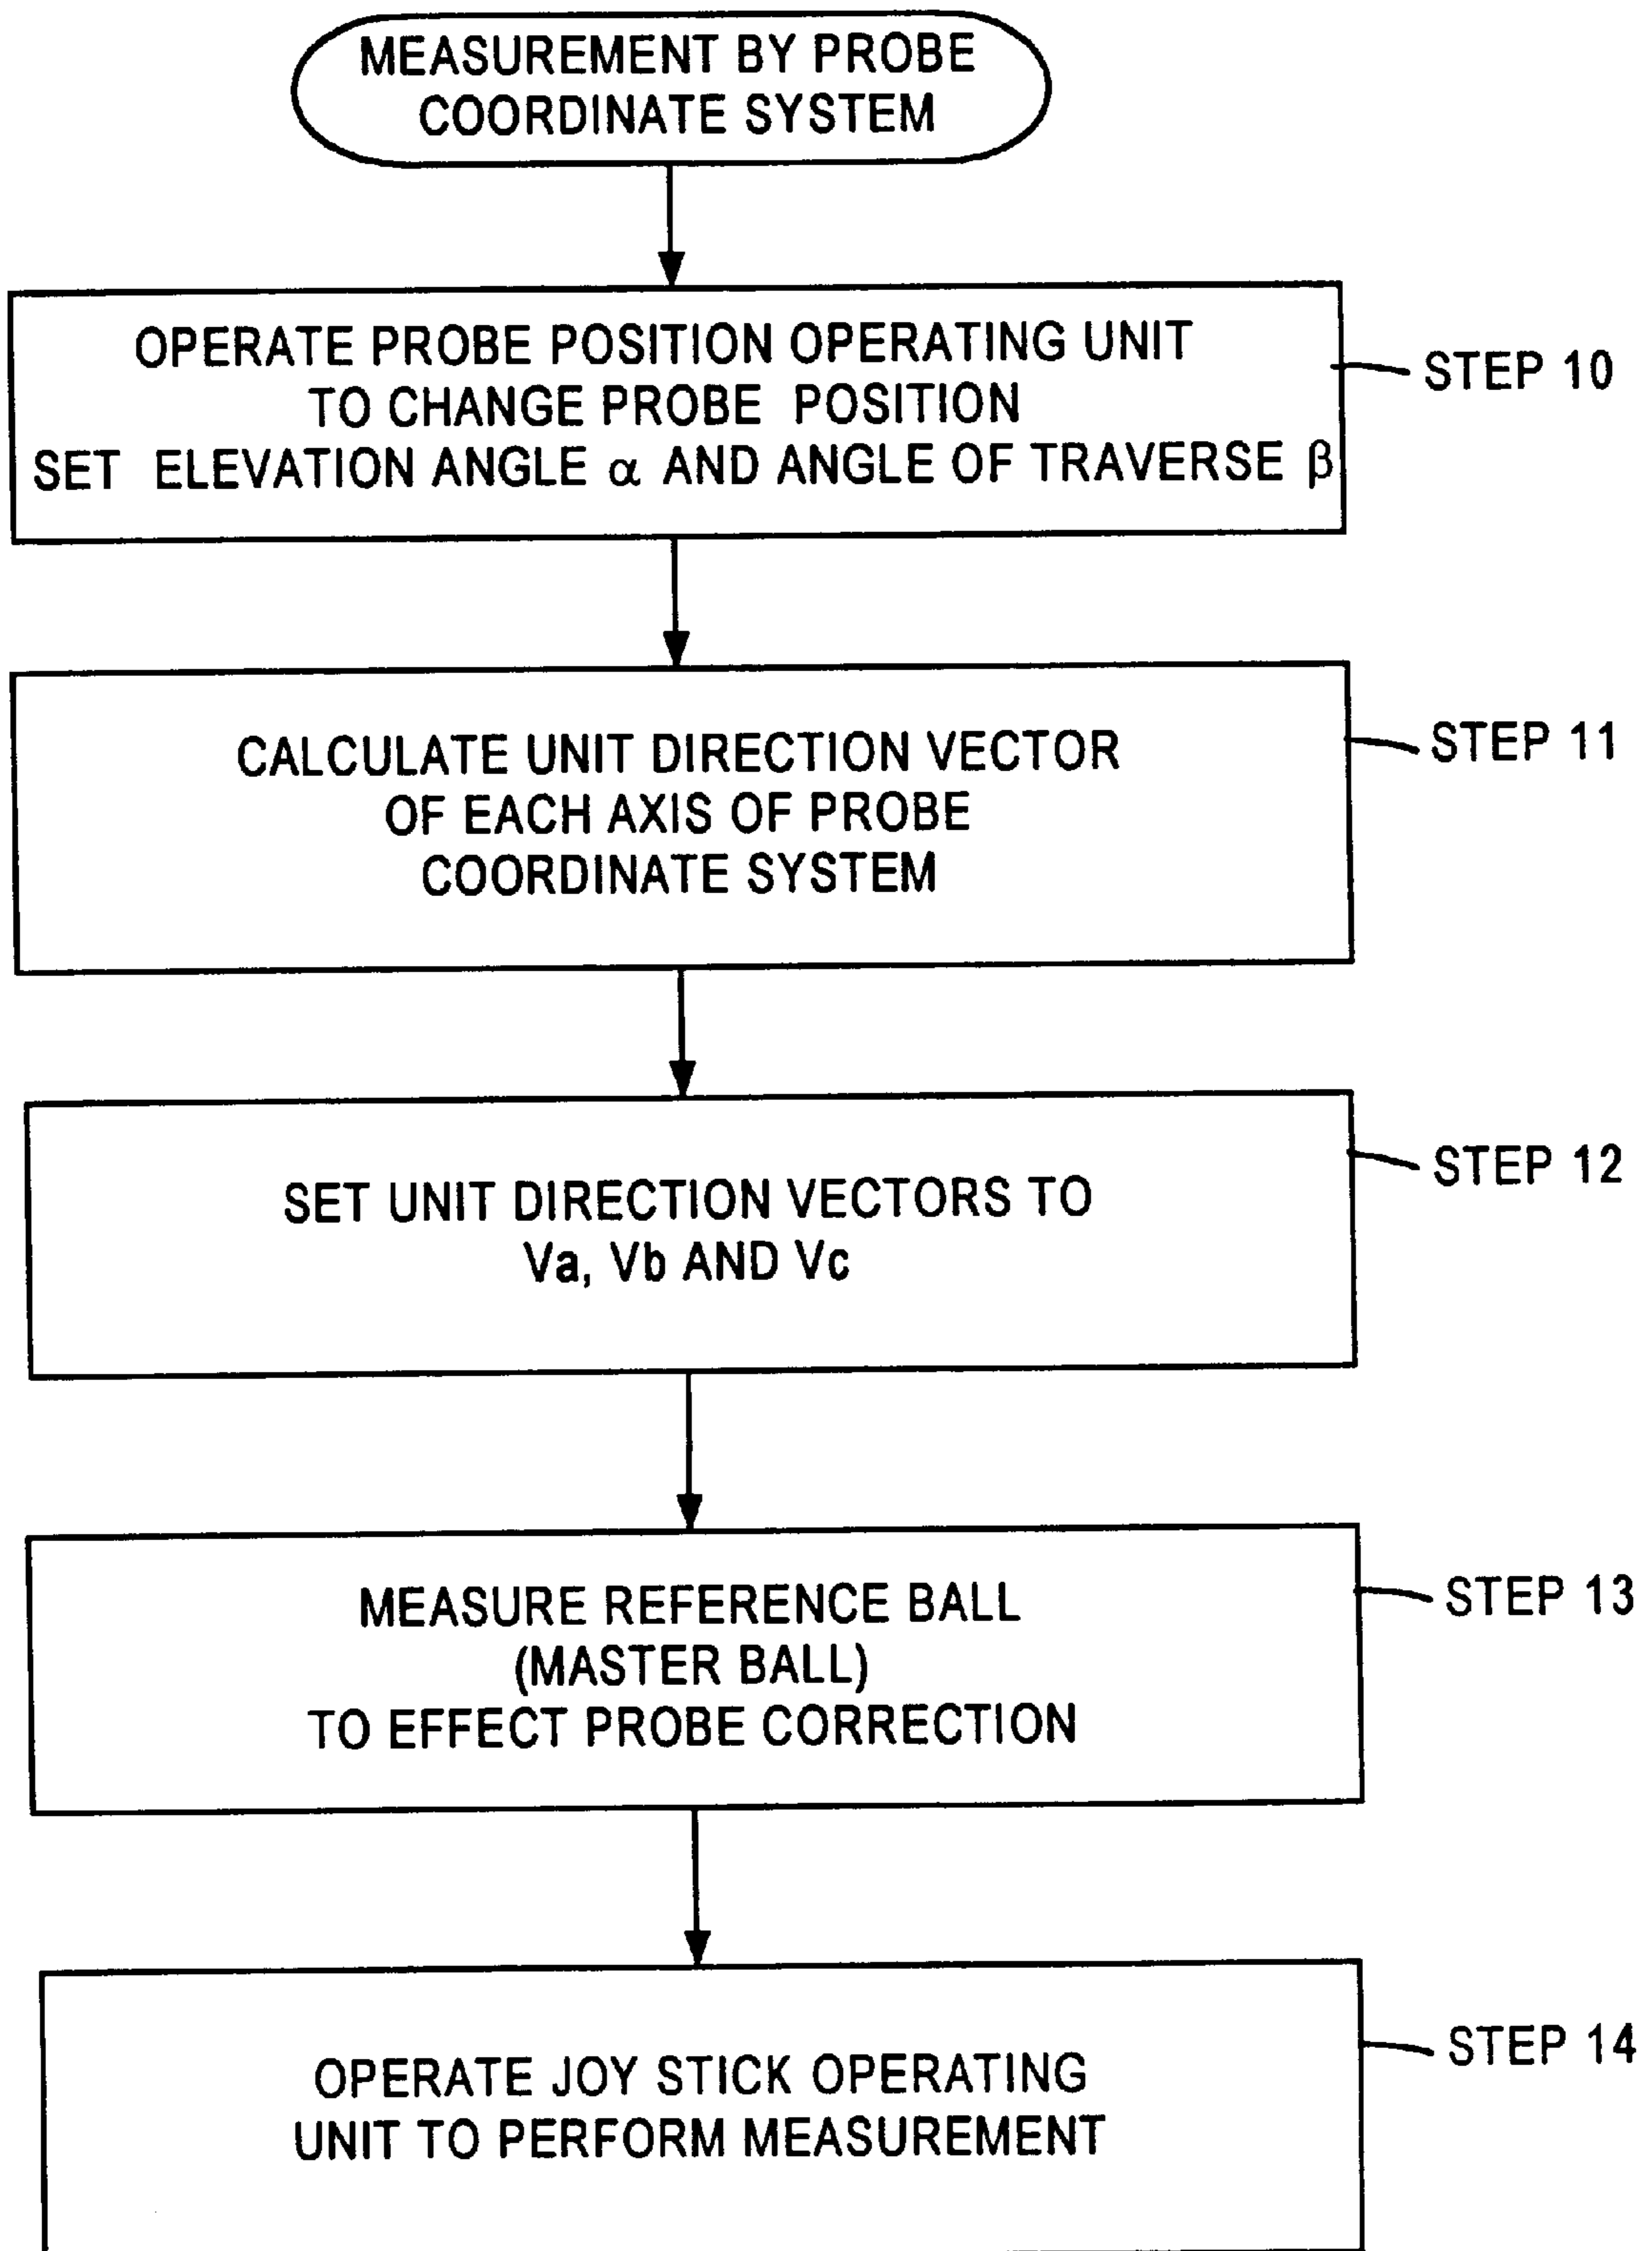 MEASUREMENT BY PROBE
COORDINATE SYSTEM
OPERATE PROBE POSITION OPERATING UNIT
TO CHANGE PROBE POSITION
SET ELEVATION ANGLE α AND ANGLE OF TRAVERSE β
STEP 10
CALCULATE UNIT DIRECTION VECTOR
OF EACH AXIS OF PROBE
COORDINATE SYSTEM
STEP 11
SET UNIT DIRECTION VECTORS TO
Va, Vb AND Vc
STEP 12
MEASURE REFERENCE BALL
(MASTER BALL)
TO EFFECT PROBE CORRECTION
STEP 13
OPERATE JOY STICK OPERATING
UNIT TO PERFORM MEASUREMENT
STEP 14